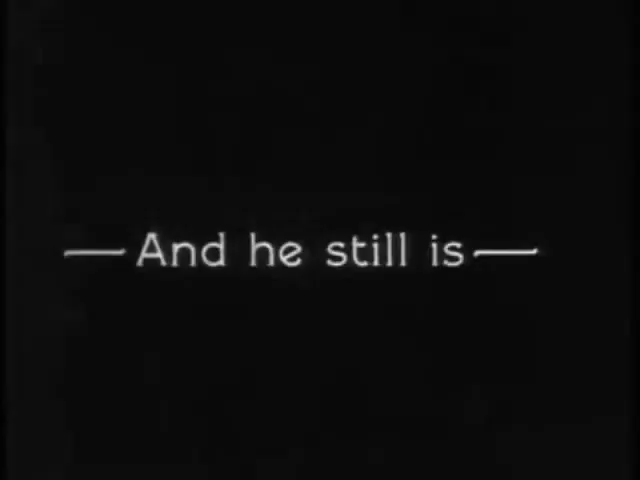 —And he still is—